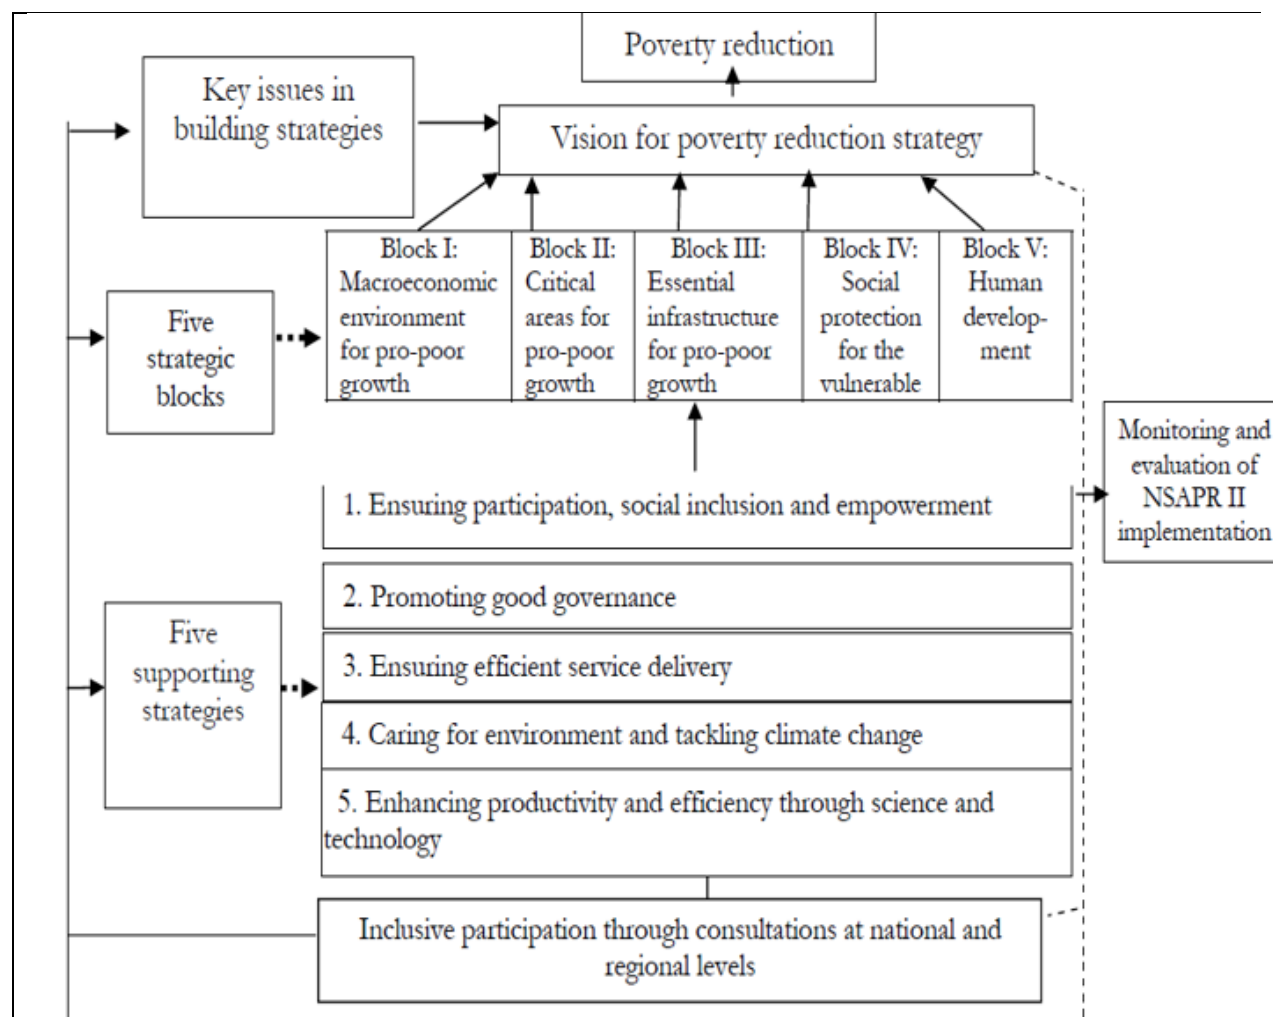 Poverty reduction
Key issues in
building strategies
Vision for poverty reduction strategy
Five
strategic
blocks
Block I:
Macroeconomic
environment
for pro-poor
growth
Block II:
Critical
areas for
pro-poor
growth
Block III:
Essential
infrastructure
for pro-poor
growth
Block IV:
Social
protection
for the
vulnerable
Block V:
Human
develop-
ment
Monitoring and
evaluation of
NSAPR II
implementation
1. Ensuring participation, social inclusion and empowerment
Five
supporting
strategies
2. Promoting good governance
3. Ensuring efficient service delivery
4. Caring for environment and tackling climate change
5. Enhancing productivity and efficiency through science and
technology
Inclusive participation through consultations at national and
regional levels